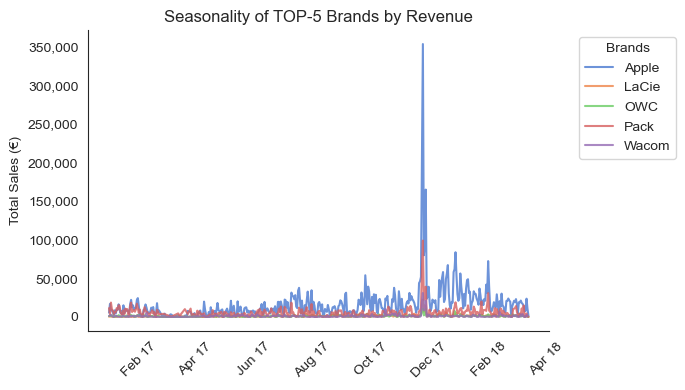 Seasonality of TOP-5 Brands by Revenue
Brands
Apple
LaCie
OWC
Pack
Wacom
Total Sales (€)
350,000
300,000
250,000
200,000
150,000
100,000
50,000
0
Feb 17
Apr 17
Jun 17
Aug 17
Oct 17
Dec 17
Feb 18
Apr 18